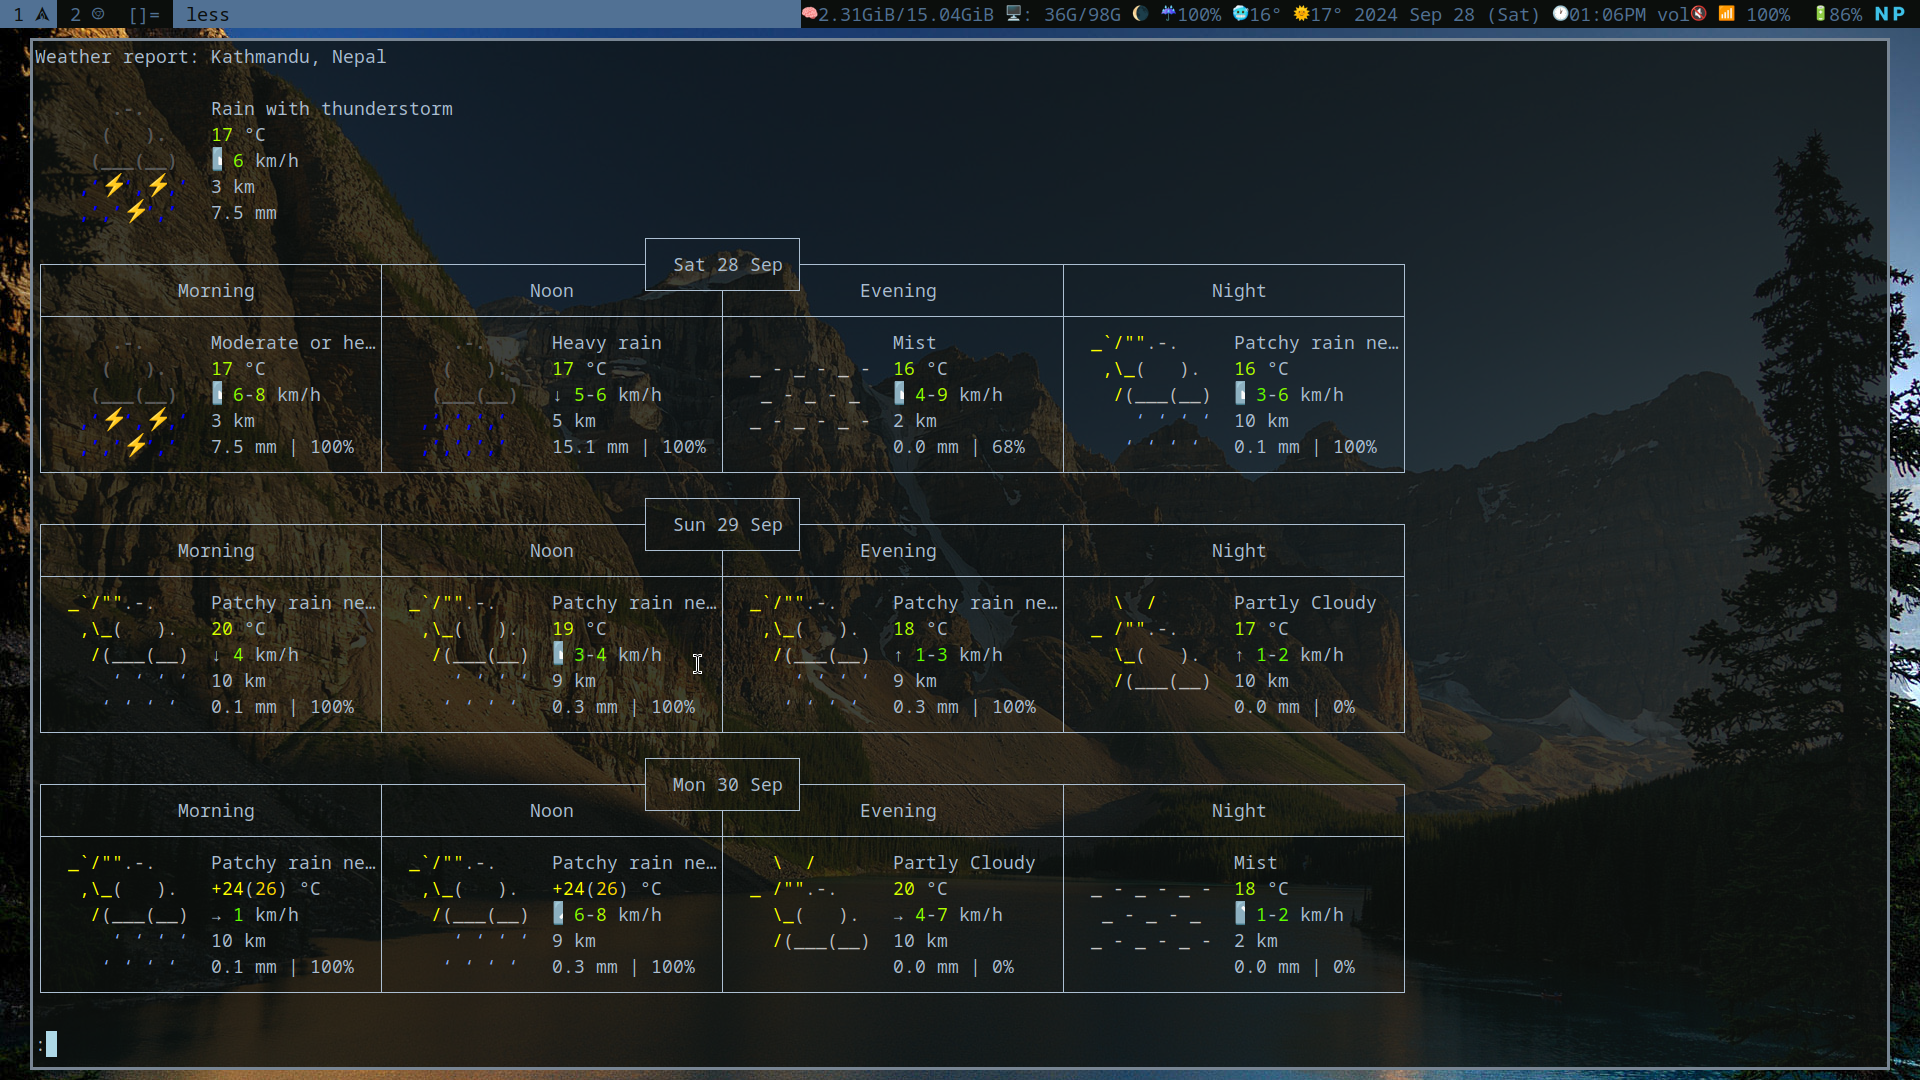 1 2 []= less 2.31GiB/15.04GiB : 36G/98G 100% 16° 17° 2024 Sep 28 (Sat) 01:06PM vol 100% 86% NP
Weather report: Kathmandu, Nepal
Rain with thunderstorm
17 °C
6 km/h
3 km
7.5 mm
Sat 28 Sep
Morning Noon Evening Night
Moderate or he… Heavy rain Mist Patchy rain ne…
17 °C 17 °C 16 °C 16 °C
6-8 km/h ↓ 5-6 km/h 4-9 km/h 3-6 km/h
3 km 5 km 2 km 10 km
7.5 mm | 100% 15.1 mm | 100% 0.0 mm | 68% 0.1 mm | 100%
Sun 29 Sep
Morning Noon Evening Night
Patchy rain ne… Patchy rain ne… Patchy rain ne… Partly Cloudy
20 °C 19 °C 18 °C 17 °C
↓ 4 km/h 3-4 km/h ↑ 1-3 km/h ↑ 1-2 km/h
10 km 9 km 9 km 10 km
0.1 mm | 100% 0.3 mm | 100% 0.3 mm | 100% 0.0 mm | 0%
Mon 30 Sep
Morning Noon Evening Night
Patchy rain ne… Patchy rain ne… Partly Cloudy Mist
+24(26) °C +24(26) °C 20 °C 18 °C
→ 1 km/h 6-8 km/h → 4-7 km/h 1-2 km/h
10 km 9 km 10 km 2 km
0.1 mm | 100% 0.3 mm | 100% 0.0 mm | 0% 0.0 mm | 0%
: